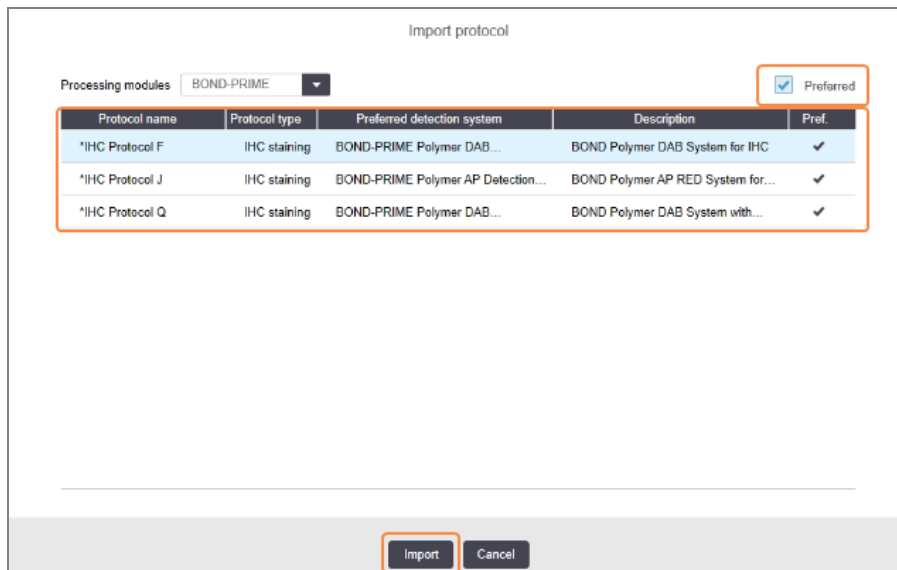 Import protocol
Processing modules BOND-PRIME Preferred
Protocol name Protocol type Preferred detection system Description Pref.
*IHC Protocol F IHC staining BOND-PRIME Polymer DAB... BOND Polymer DAB System for IHC ✔
*IHC Protocol J IHC staining BOND-PRIME Polymer AP Detection... BOND Polymer AP RED System for... ✔
*IHC Protocol Q IHC staining BOND-PRIME Polymer DAB... BOND Polymer DAB System with... ✔
Import Cancel